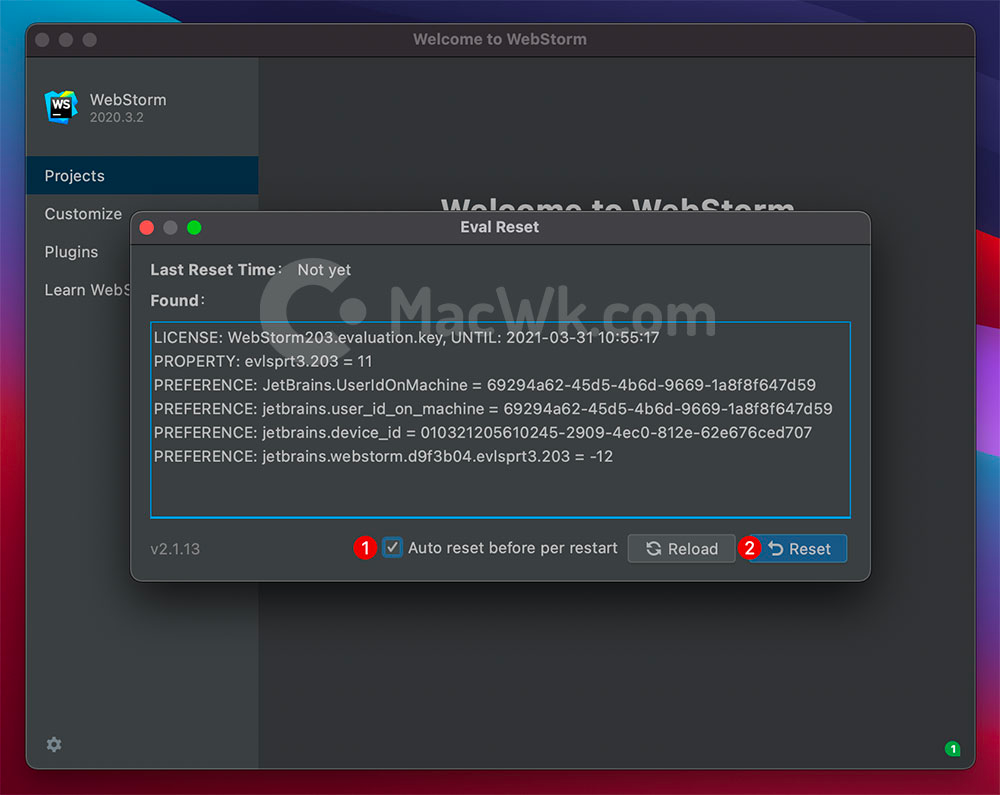 Welcome to WebStorm
WS
WebStorm
2020.3.2
Projects
Customize
Plugins
Learn WebS
Welcome to WebStorm
Eval Reset
Last Reset Time: Not yet
Found:
MacWk.com
LICENSE: WebStorm203.evaluation.key, UNTIL: 2021-03-31 10:55:17
PROPERTY: evlsprt3.203 = 11
PREFERENCE: JetBrains.UserIdOnMachine = 69294a62-45d5-4b6d-9669-1a8f8f647d59
PREFERENCE: jetbrains.user_id_on_machine = 69294a62-45d5-4b6d-9669-1a8f8f647d59
PREFERENCE: jetbrains.device_id = 010321205610245-2909-4ec0-812e-62e676ced707
PREFERENCE: jetbrains.webstorm.d9f3b04.evlsprt3.203 = -12
v2.1.13
1 Auto reset before per restart
Reload
2 Reset
1